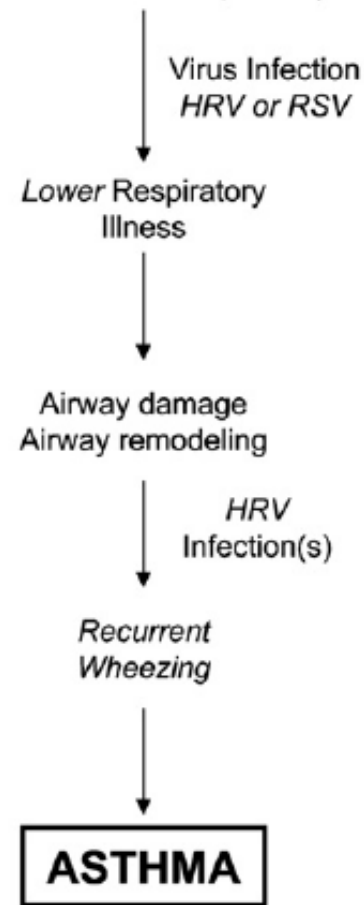 Virus Infection
HRV or RSV
Lower Respiratory
Illness
Airway damage
Airway remodeling
HRV
Infection(s)
Recurrent
Wheezing
ASTHMA